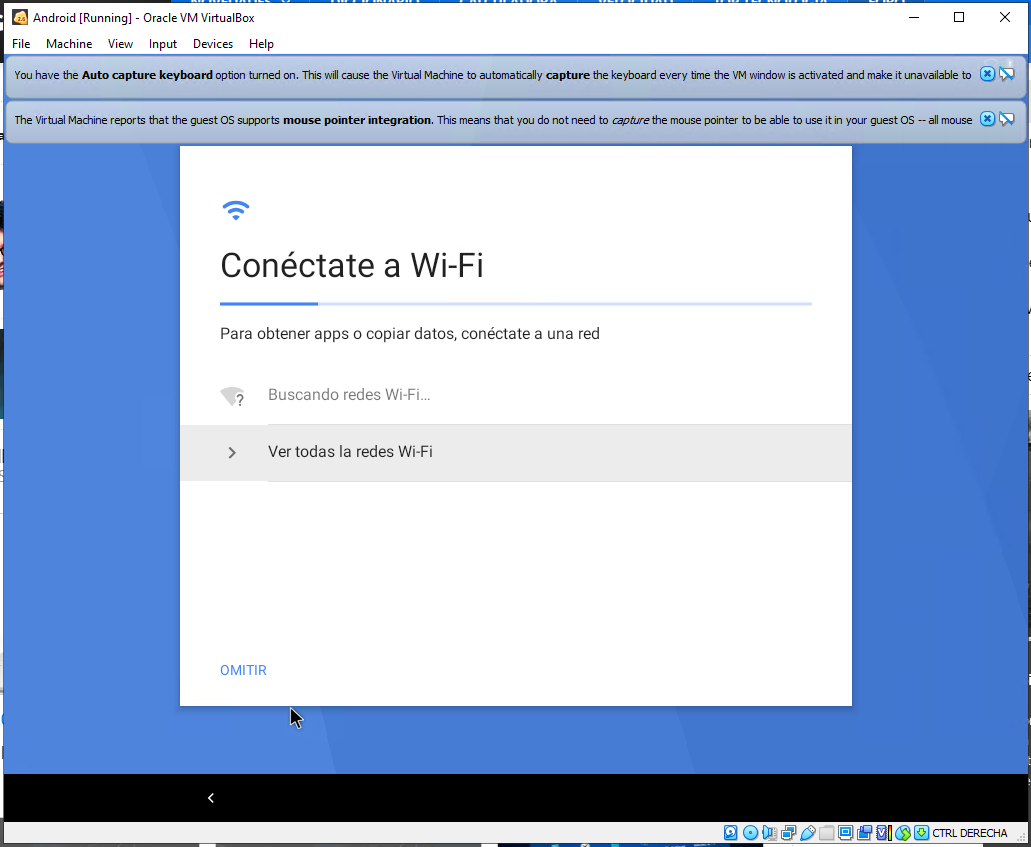 Android [Running] - Oracle VM VirtualBox
File Machine View Input Devices Help
You have the Auto capture keyboard option turned on. This will cause the Virtual Machine to automatically capture the keyboard every time the VM window is activated and make it unavailable to
The Virtual Machine reports that the guest OS supports mouse pointer integration. This means that you do not need to capture the mouse pointer to be able to use it in your guest OS -- all mouse
Conéctate a Wi-Fi
Para obtener apps o copiar datos, conéctate a una red
Buscando redes Wi-Fi...
Ver todas la redes Wi-Fi
OMITIR
CTRL DERECHA